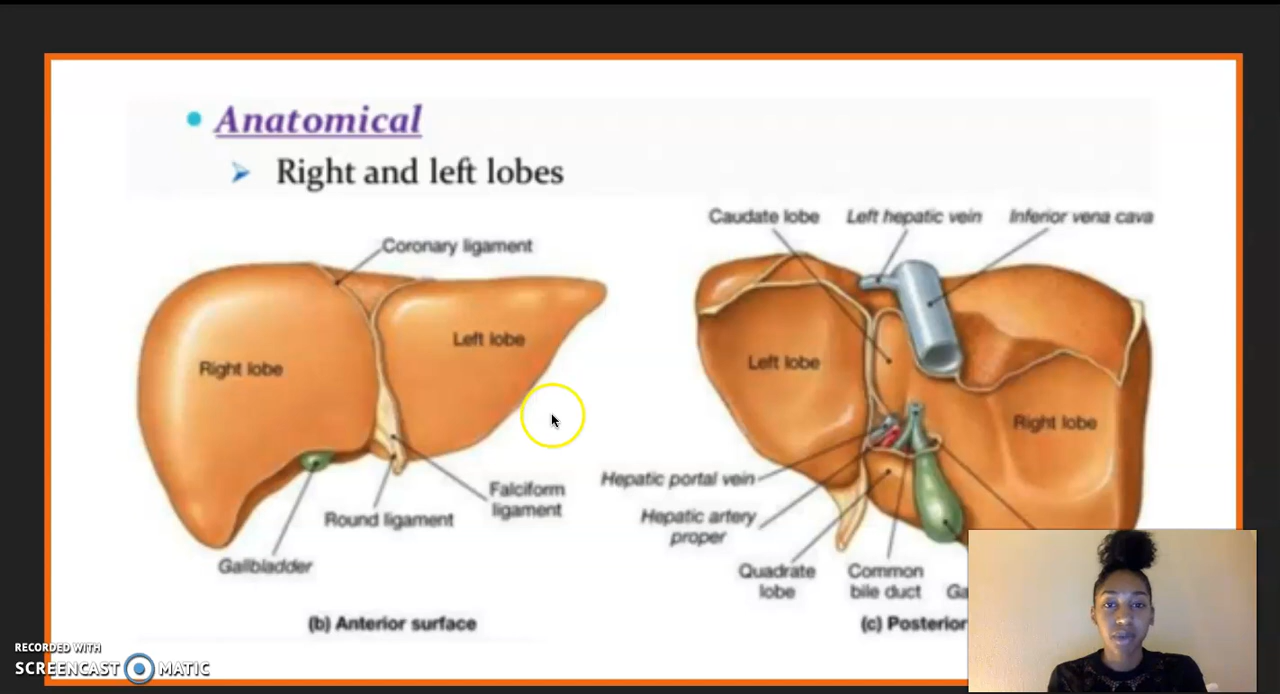 Anatomical
Right and left lobes
Coronary ligament
Right lobe
Left lobe
Falciform
ligament
Round ligament
Gallbladder
(b) Anterior surface
Caudate lobe
Left hepatic vein
Inferior vena cava
Left lobe
Right lobe
Hepatic portal vein
Hepatic artery
proper
Quadrate
lobe
Common
bile duct
Ga
(c) Posterior
RECORDED WITH
SCREENCAST MATIC